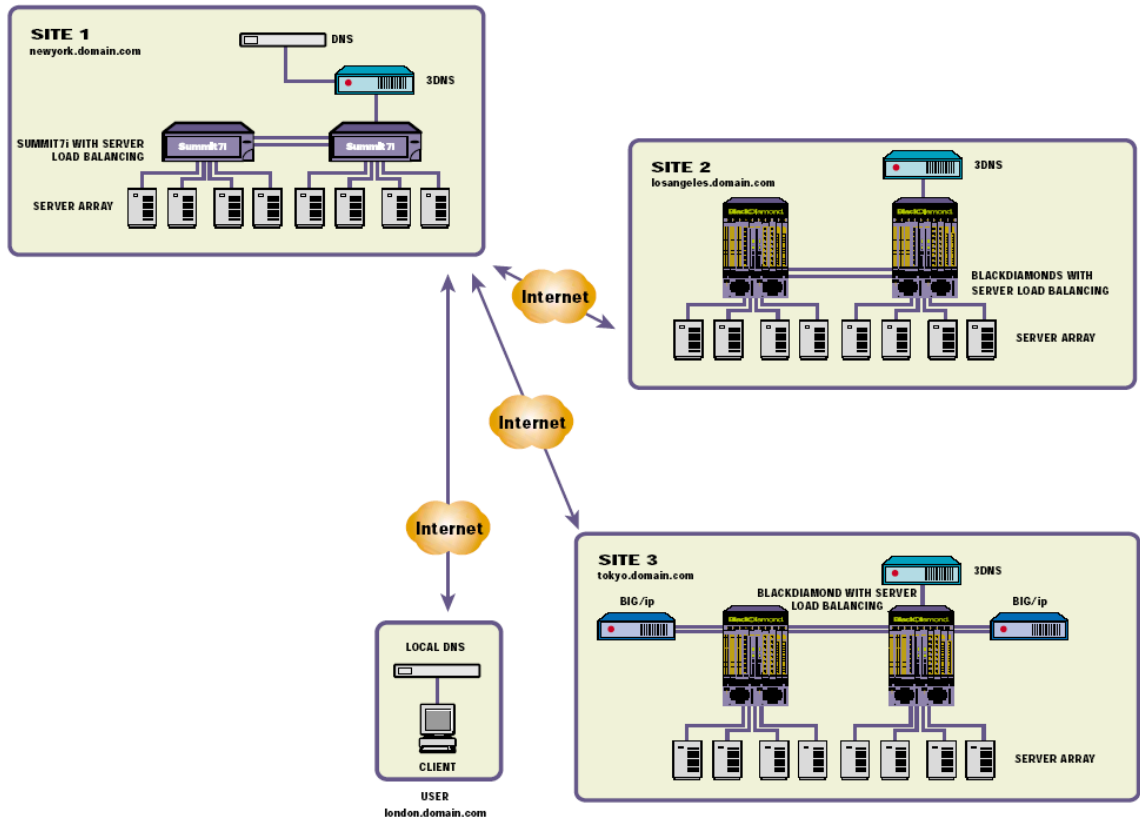 SITE 1
newyork.domain.com
DNS
3DNS
SUMMIT7i WITH SERVER
LOAD BALANCING
Summit 7i
Summit 7i
SERVER ARRAY
SITE 2
losangeles.domain.com
3DNS
BlackDiamond
BlackDiamond
BLACKDIAMONDS WITH
SERVER LOAD BALANCING
SERVER ARRAY
Internet
Internet
Internet
SITE 3
tokyo.domain.com
3DNS
BLACKDIAMOND WITH SERVER
LOAD BALANCING
BIG/ip
BIG/ip
BlackDiamond
BlackDiamond
SERVER ARRAY
LOCAL DNS
CLIENT
USER
london.domain.com